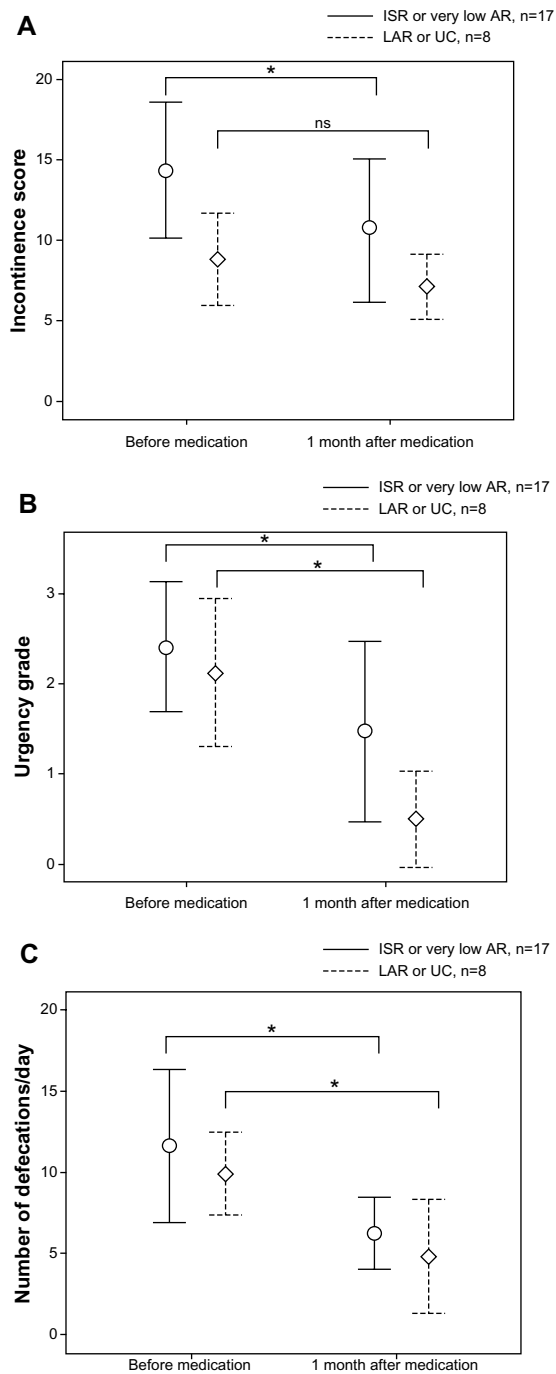 A
ISR or very low AR, n=17
LAR or UC, n=8
20
*
ns
15
10
5
0
Incontinence score
Before medication
1 month after medication
B
ISR or very low AR, n=17
LAR or UC, n=8
*
*
3
2
1
0
Urgency grade
Before medication
1 month after medication
C
ISR or very low AR, n=17
LAR or UC, n=8
20
*
*
15
10
5
0
Number of defecations/day
Before medication
1 month after medication